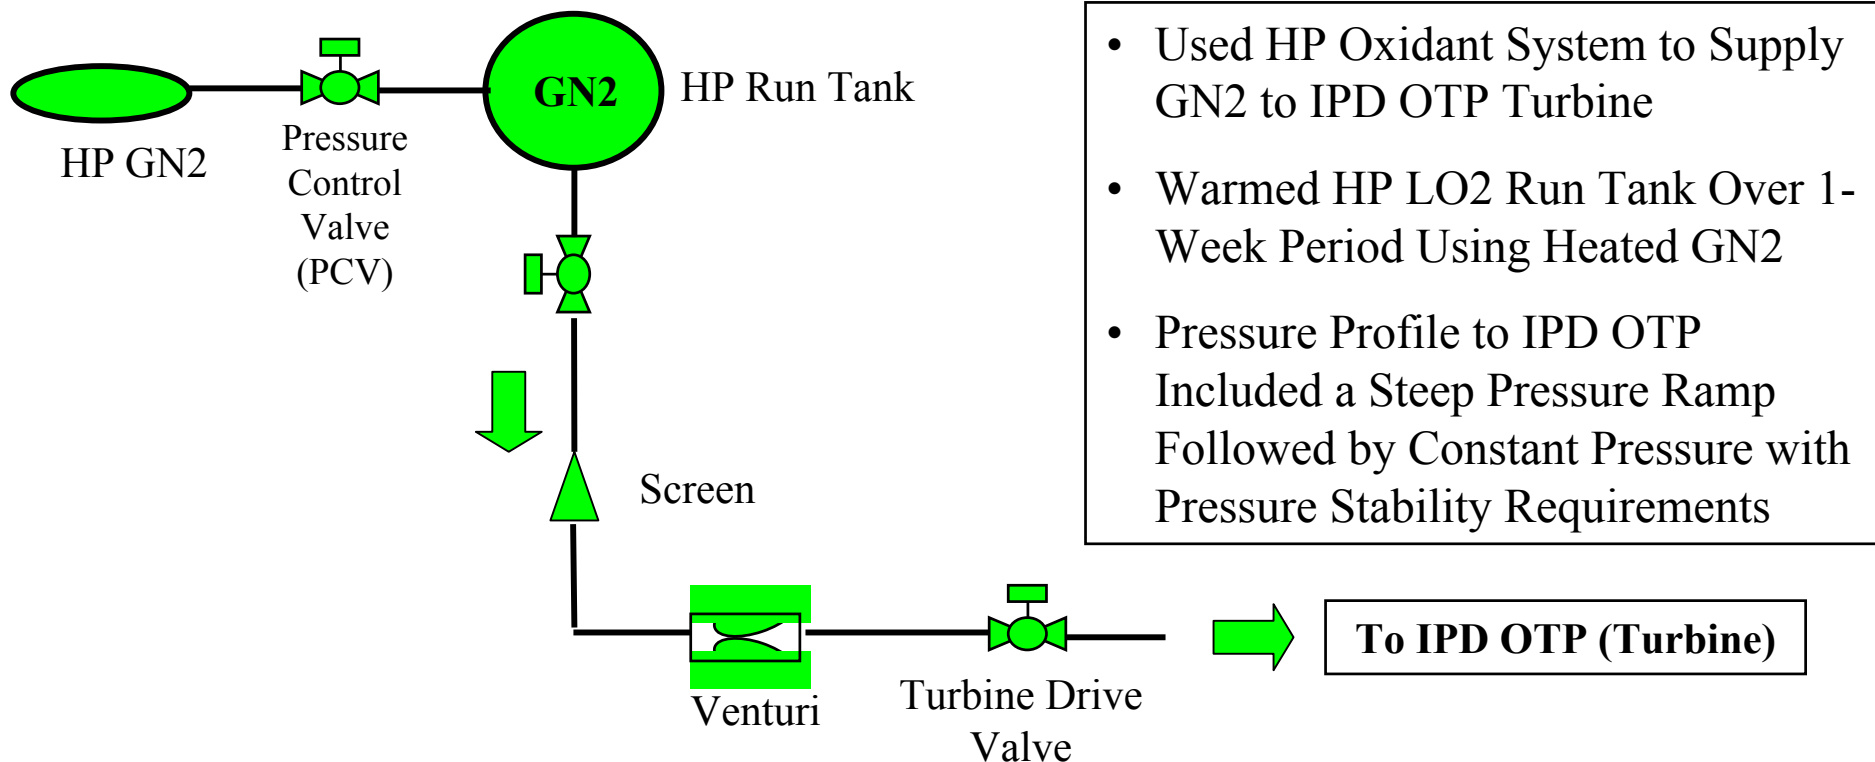 GN2
HP Run Tank
HP GN2
Pressure
Control
Valve
(PCV)
Screen
Venturi
Turbine Drive
Valve
• Used HP Oxidant System to Supply
GN2 to IPD OTP Turbine
• Warmed HP LO2 Run Tank Over 1-
Week Period Using Heated GN2
• Pressure Profile to IPD OTP
Included a Steep Pressure Ramp
Followed by Constant Pressure with
Pressure Stability Requirements
To IPD OTP (Turbine)